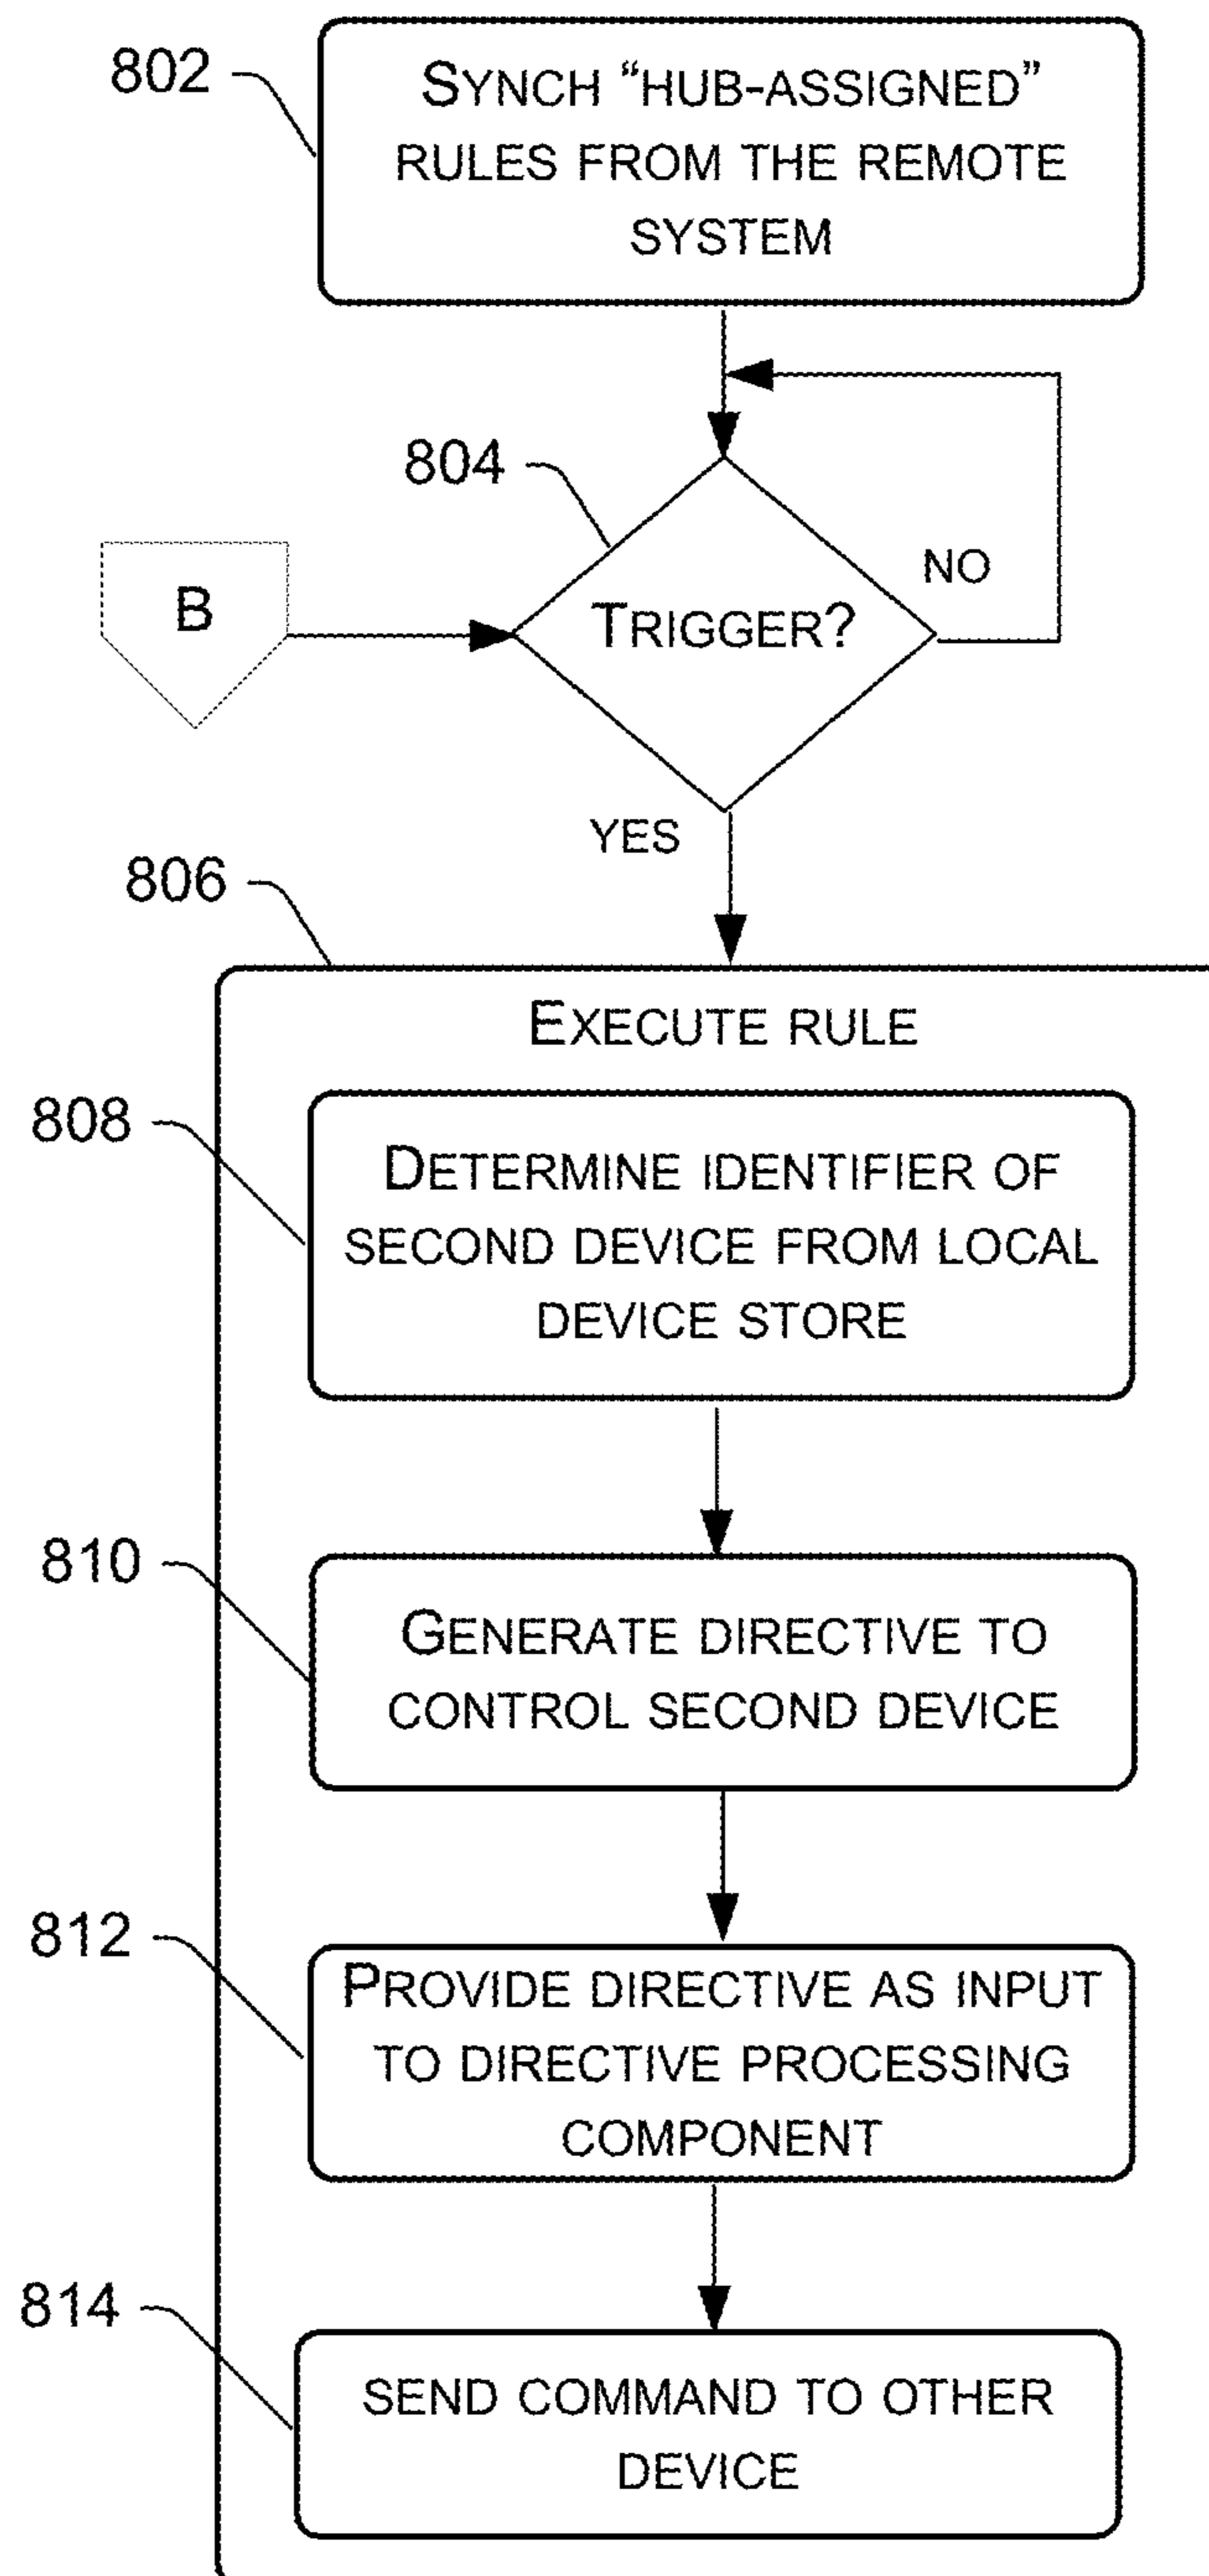 802
SYNCH “HUB-ASSIGNED”
RULES FROM THE REMOTE
SYSTEM
804
B
TRIGGER?
NO
YES
806
EXECUTE RULE
808
DETERMINE IDENTIFIER OF
SECOND DEVICE FROM LOCAL
DEVICE STORE
810
GENERATE DIRECTIVE TO
CONTROL SECOND DEVICE
812
PROVIDE DIRECTIVE AS INPUT
TO DIRECTIVE PROCESSING
COMPONENT
814
SEND COMMAND TO OTHER
DEVICE